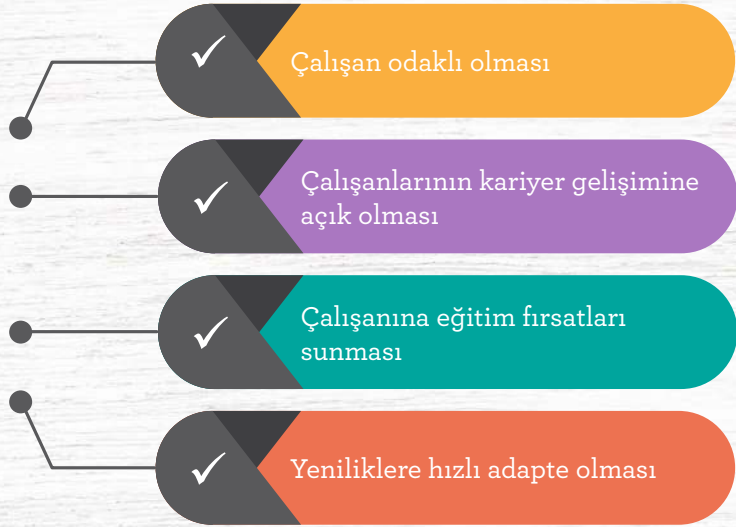 Çalışan odaklı olması
Çalışanlarının kariyer gelişimine
açık olması
Çalışanına eğitim fırsatları
sunması
Yeniliklere hızlı adapte olması